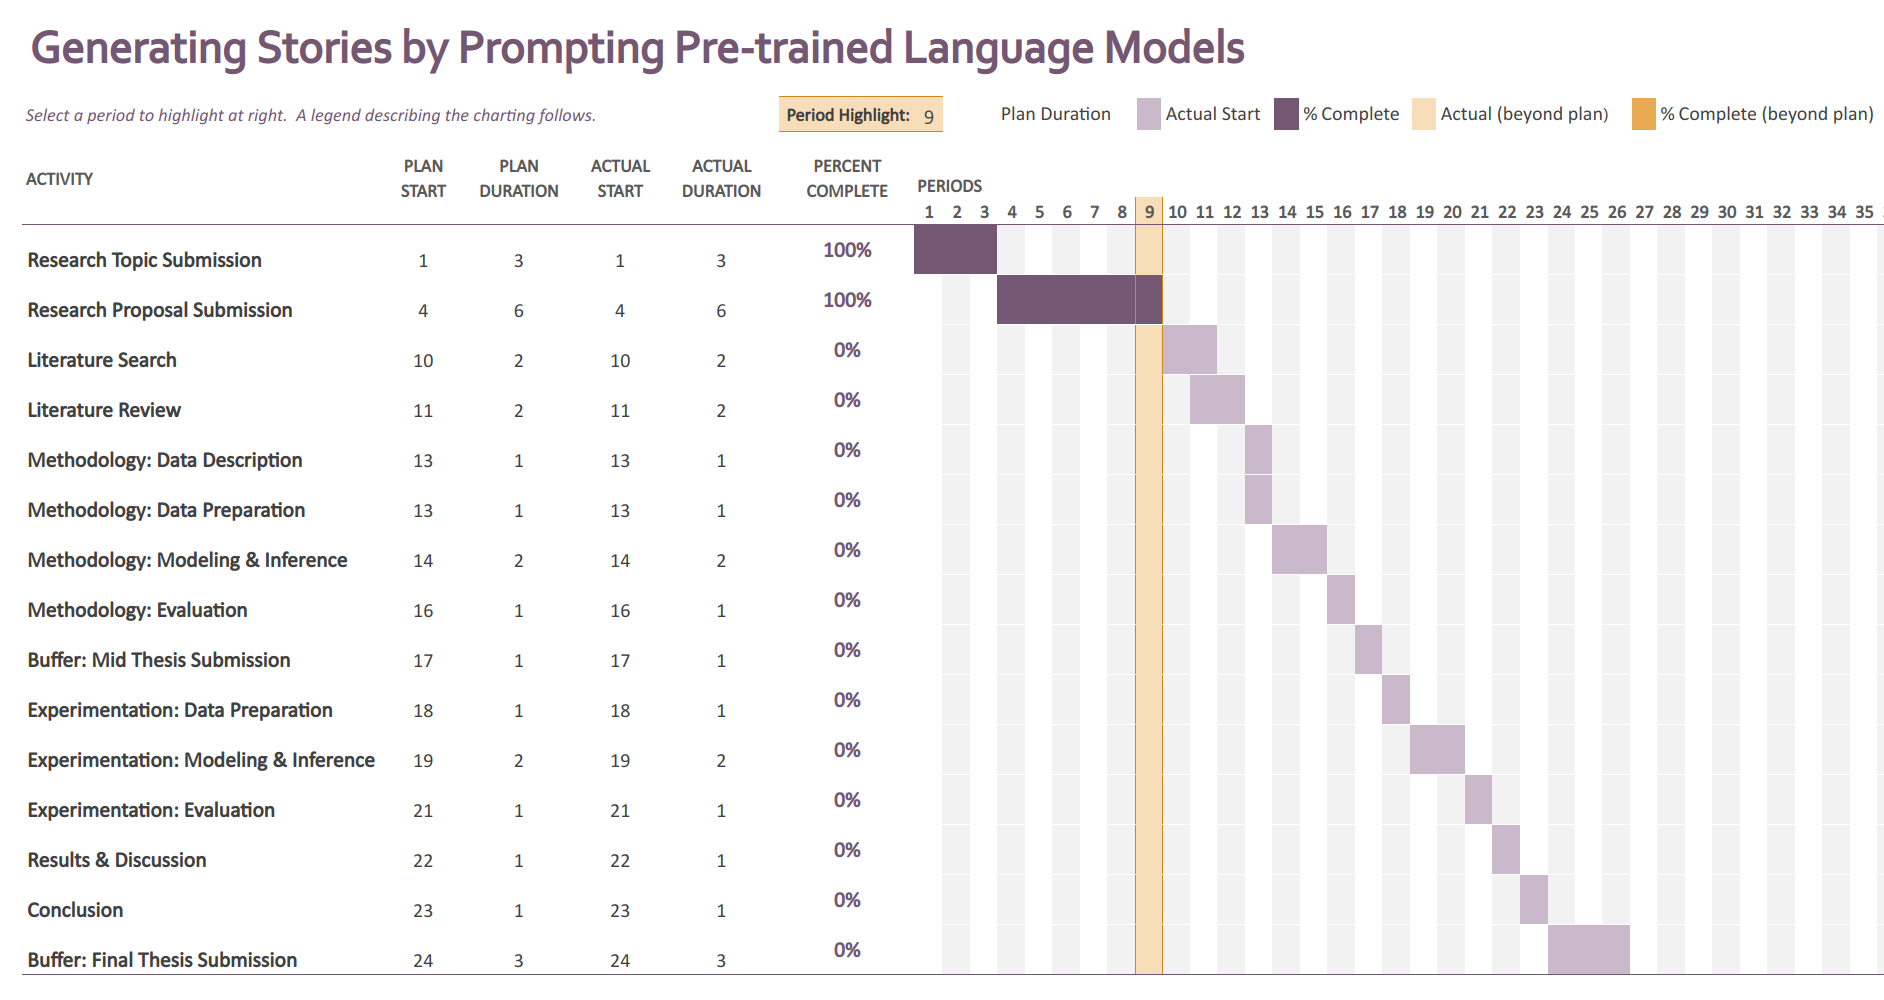 Generating Stories by Prompting Pre-trained Language Models
Select a period to highlight at right. A legend describing the charting follows.
Period Highlight: 9
Plan Duration Actual Start % Complete Actual (beyond plan) % Complete (beyond plan)
ACTIVITY PLAN START PLAN DURATION ACTUAL START ACTUAL DURATION PERCENT COMPLETE PERIODS
1 2 3 4 5 6 7 8 9 10 11 12 13 14 15 16 17 18 19 20 21 22 23 24 25 26 27 28 29 30 31 32 33 34 35
Research Topic Submission 1 3 1 3 100%
Research Proposal Submission 4 6 4 6 100%
Literature Search 10 2 10 2 0%
Literature Review 11 2 11 2 0%
Methodology: Data Description 13 1 13 1 0%
Methodology: Data Preparation 13 1 13 1 0%
Methodology: Modeling & Inference 14 2 14 2 0%
Methodology: Evaluation 16 1 16 1 0%
Buffer: Mid Thesis Submission 17 1 17 1 0%
Experimentation: Data Preparation 18 1 18 1 0%
Experimentation: Modeling & Inference 19 2 19 2 0%
Experimentation: Evaluation 21 1 21 1 0%
Results & Discussion 22 1 22 1 0%
Conclusion 23 1 23 1 0%
Buffer: Final Thesis Submission 24 3 24 3 0%